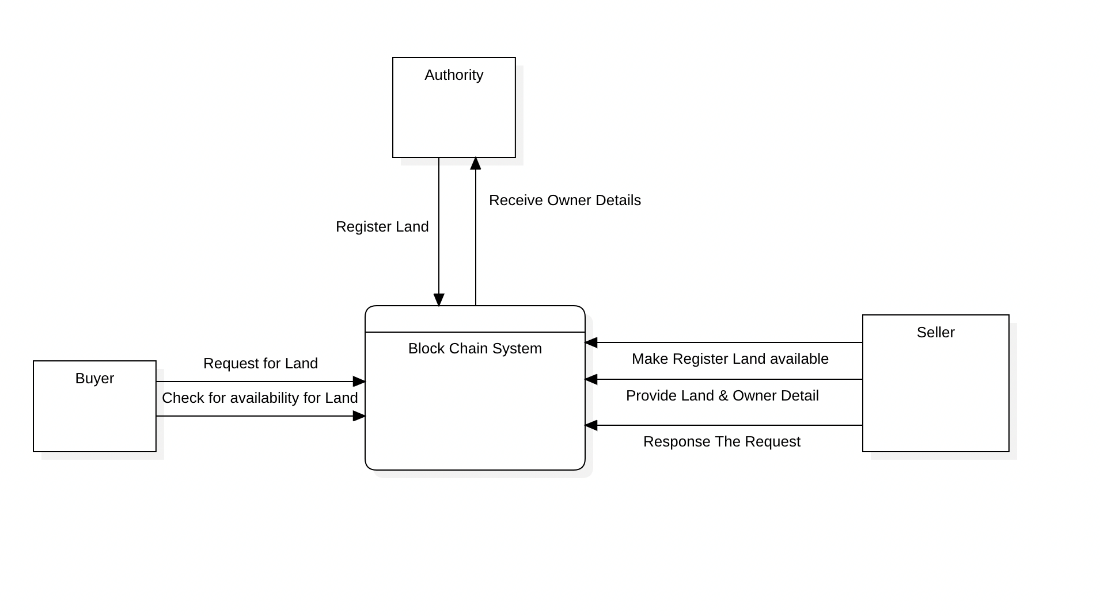 Authority
Receive Owner Details
Register Land
Block Chain System
Seller
Buyer
Request for Land
Check for availability for Land
Make Register Land available
Provide Land & Owner Detail
Response The Request